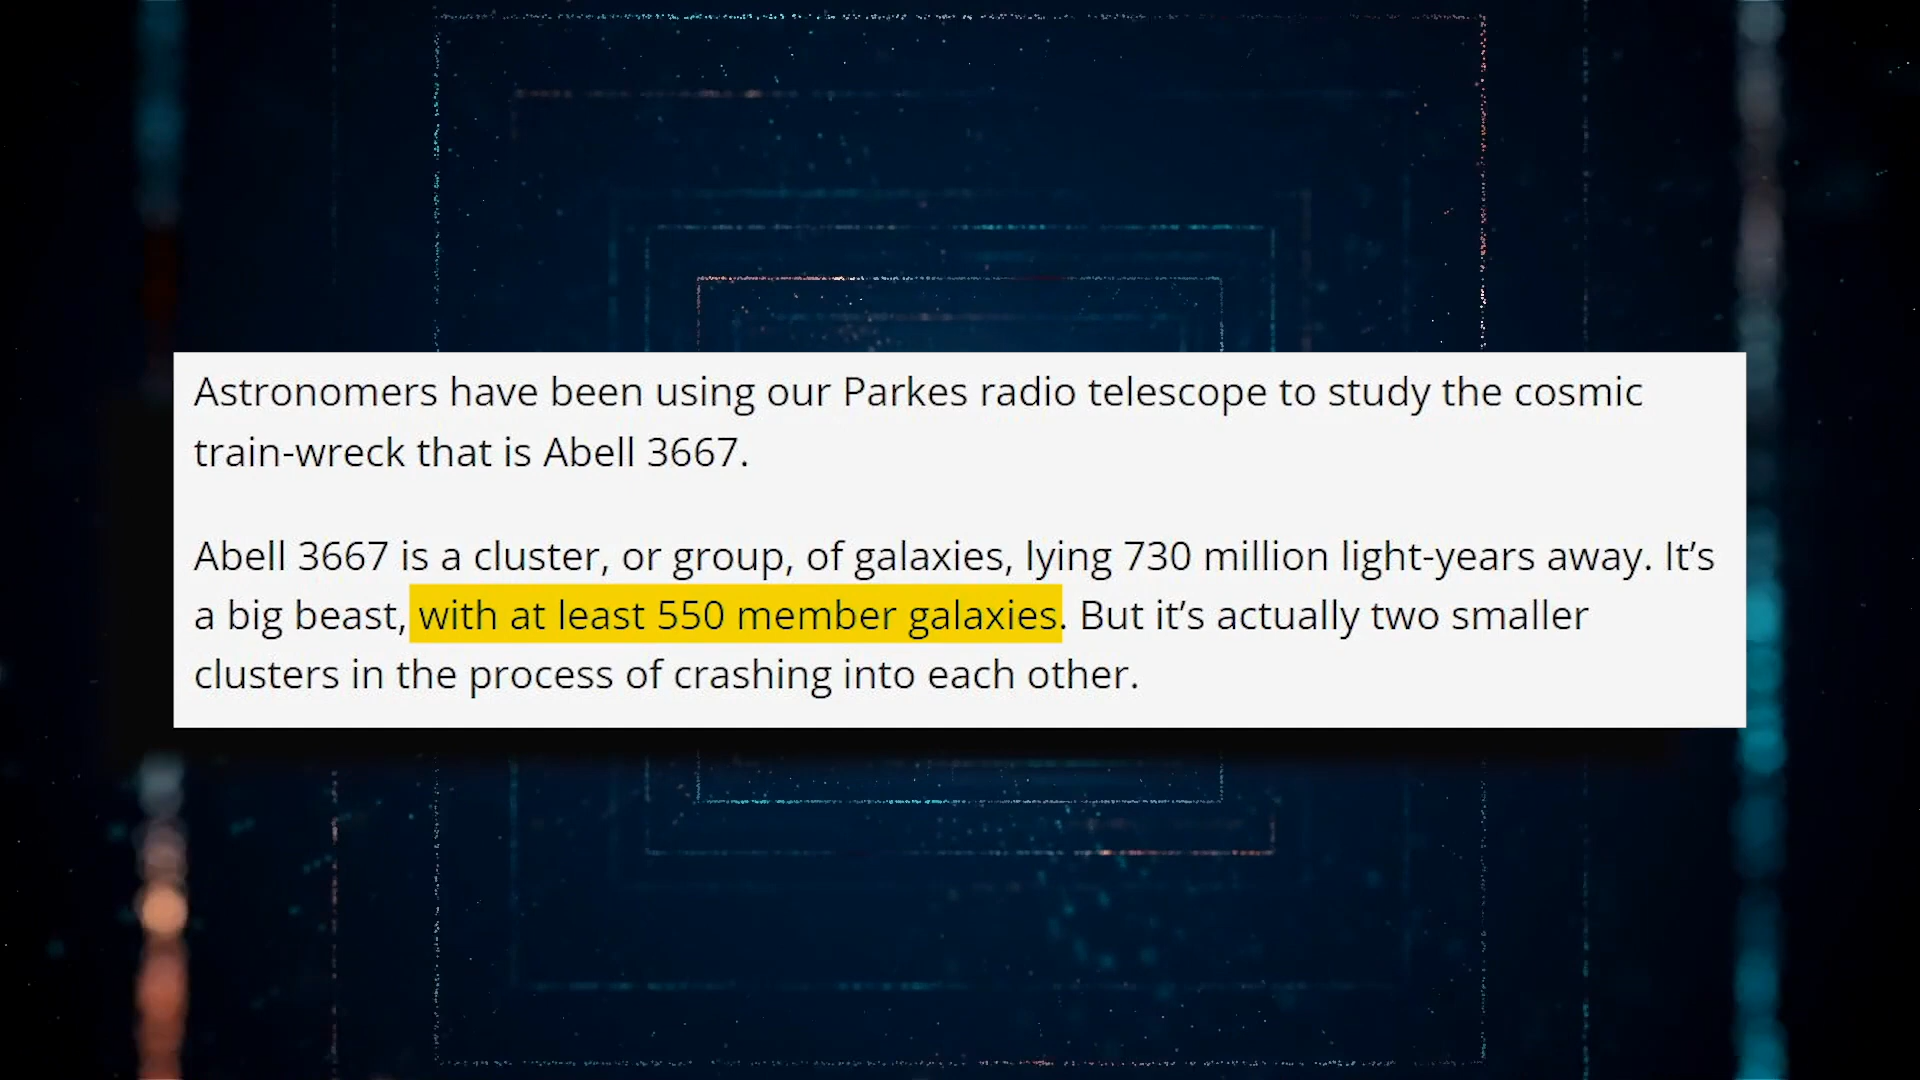 Astronomers have been using our Parkes radio telescope to study the cosmic
train-wreck that is Abell 3667.
Abell 3667 is a cluster, or group, of galaxies, lying 730 million light-years away. It’s
a big beast, with at least 550 member galaxies. But it’s actually two smaller
clusters in the process of crashing into each other.